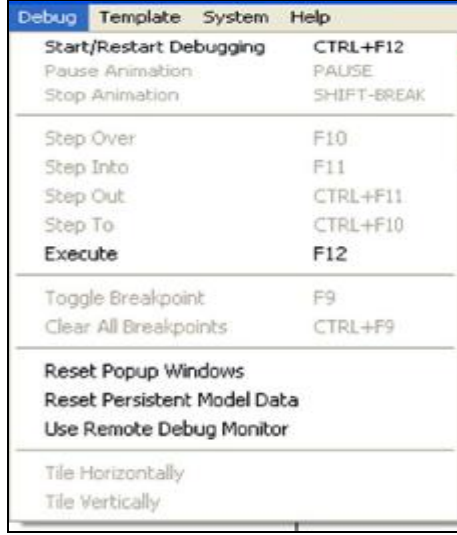 Debug Template System Help
Start/Restart Debugging CTRL+F12
Pause Animation PAUSE
Stop Animation SHIFT-BREAK
Step Over F10
Step Into F11
Step Out CTRL+F11
Step To CTRL+F10
Execute F12
Toggle Breakpoint F9
Clear All Breakpoints CTRL+F9
Reset Popup Windows
Reset Persistent Model Data
Use Remote Debug Monitor
Tile Horizontally
Tile Vertically